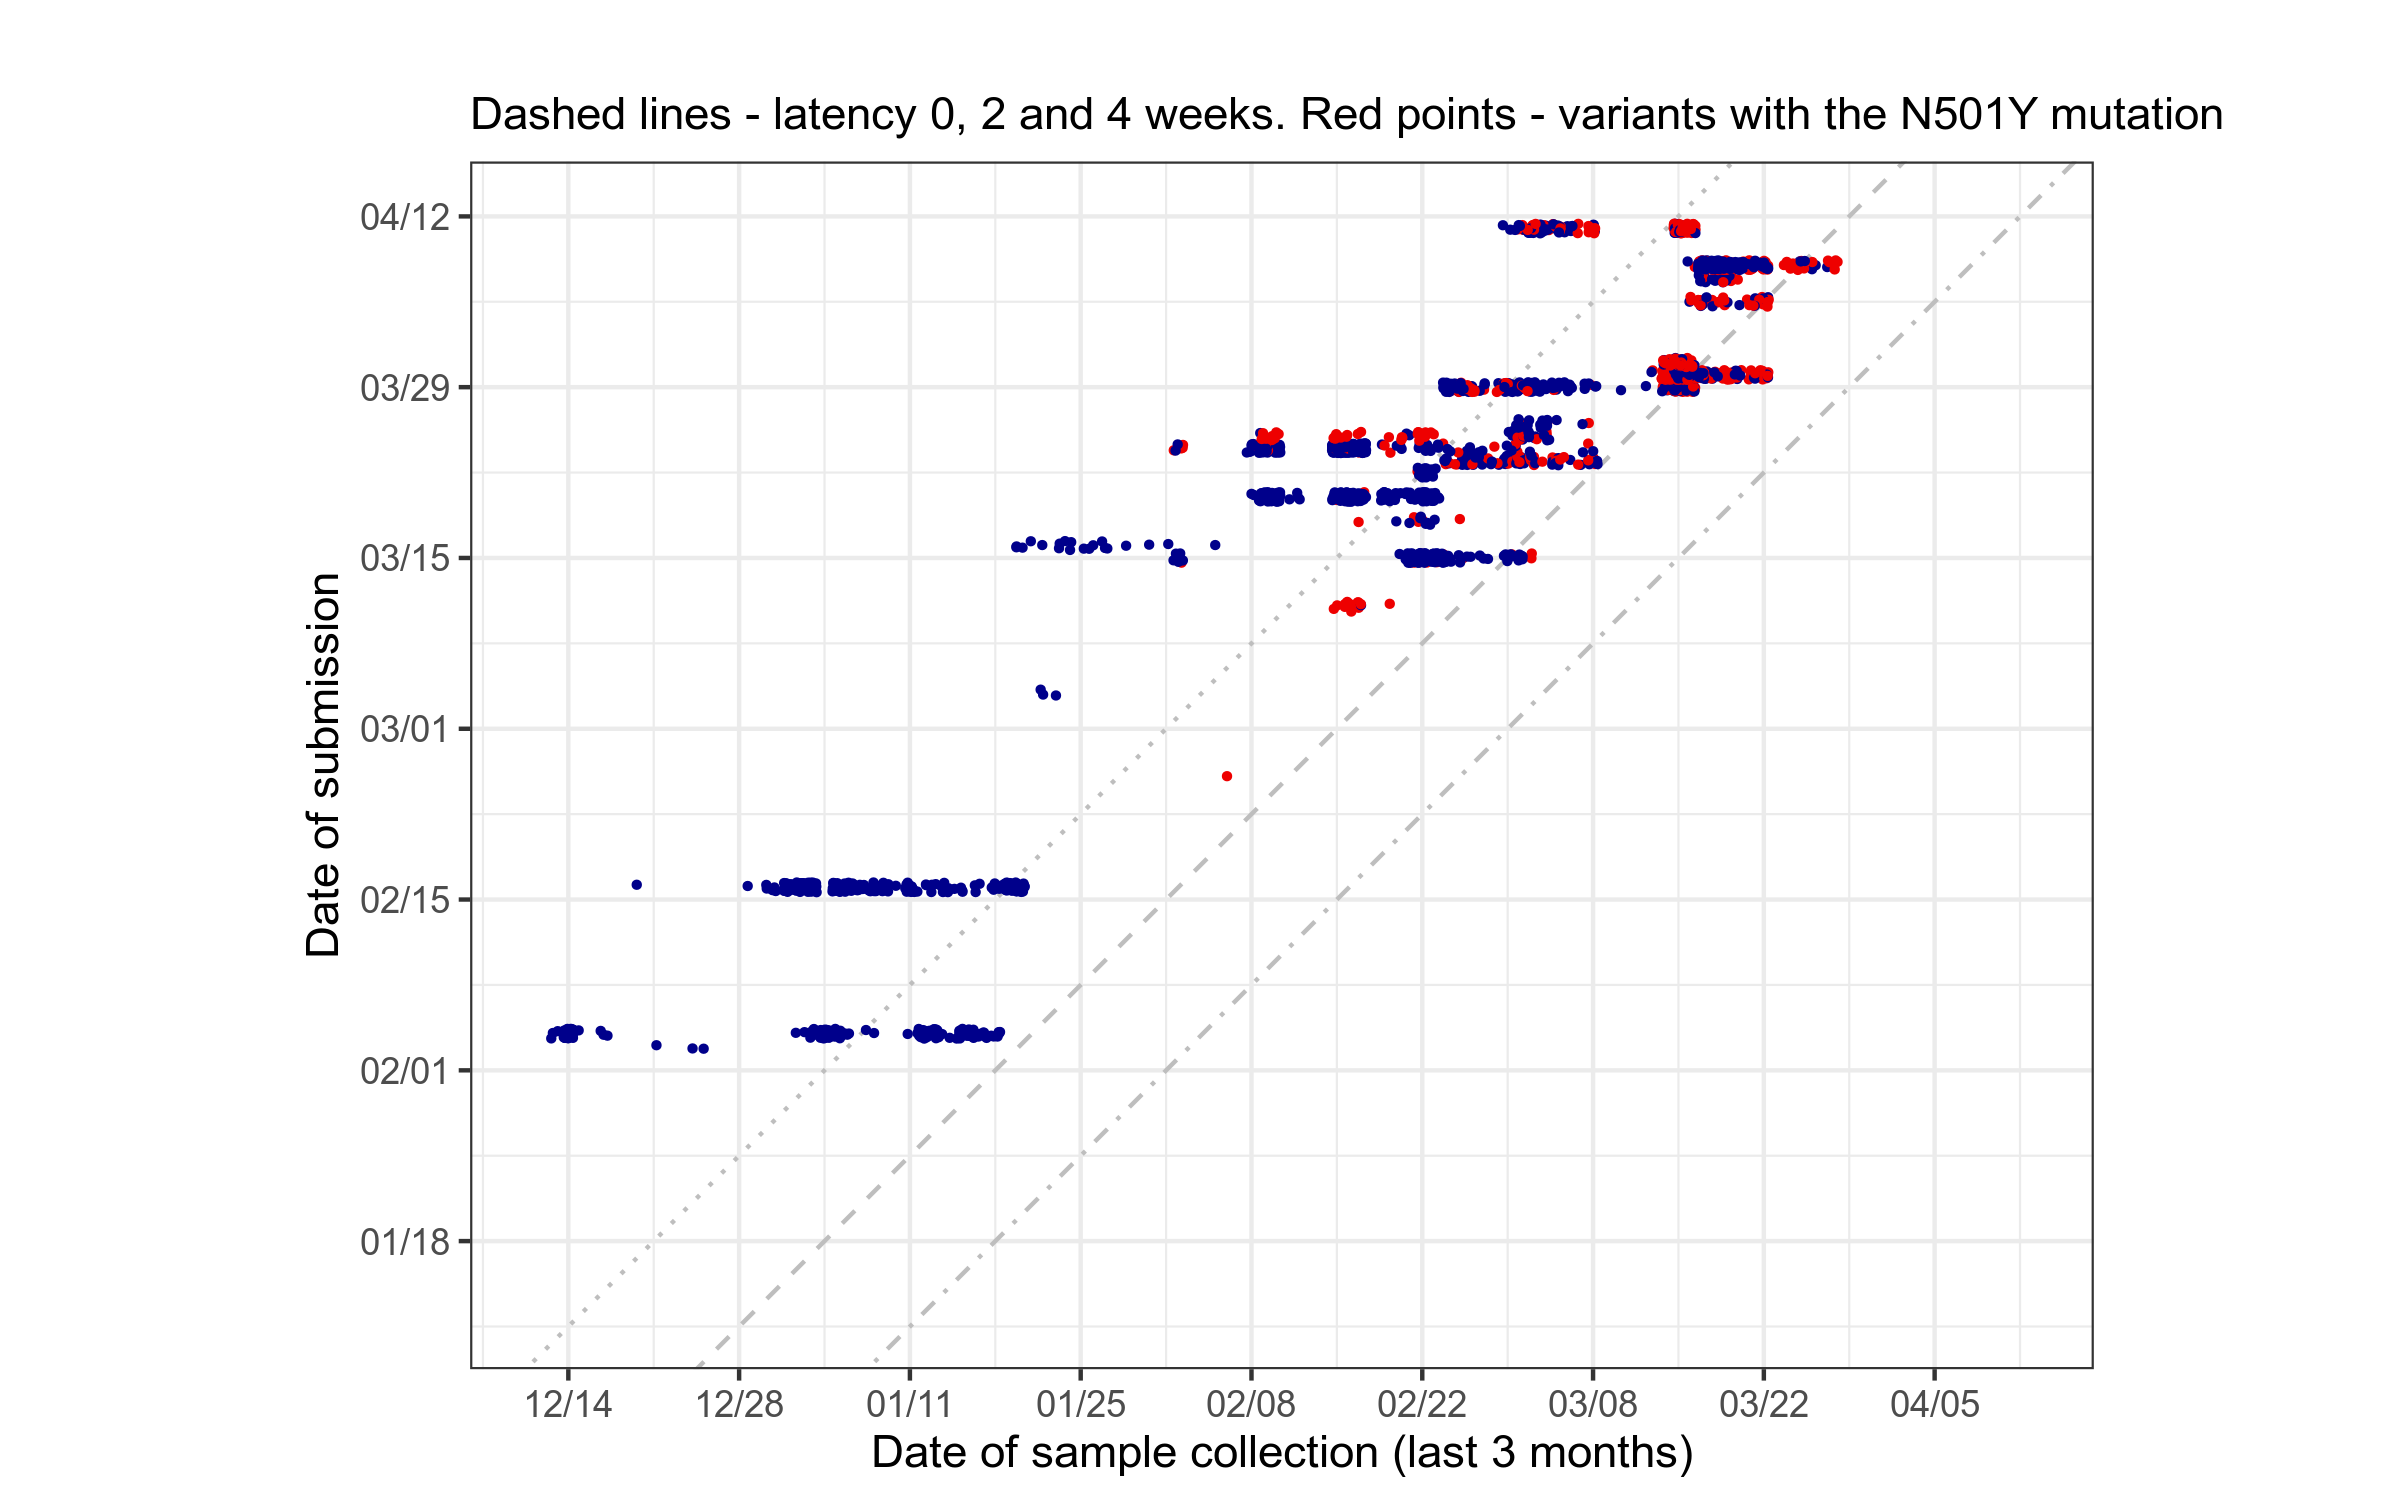 Dashed lines - latency 0, 2 and 4 weeks. Red points - variants with the N501Y mutation
Date of submission
04/12
03/29
03/15
03/01
02/15
02/01
01/18
12/14 12/28 01/11 01/25 02/08 02/22 03/08 03/22 04/05
Date of sample collection (last 3 months)